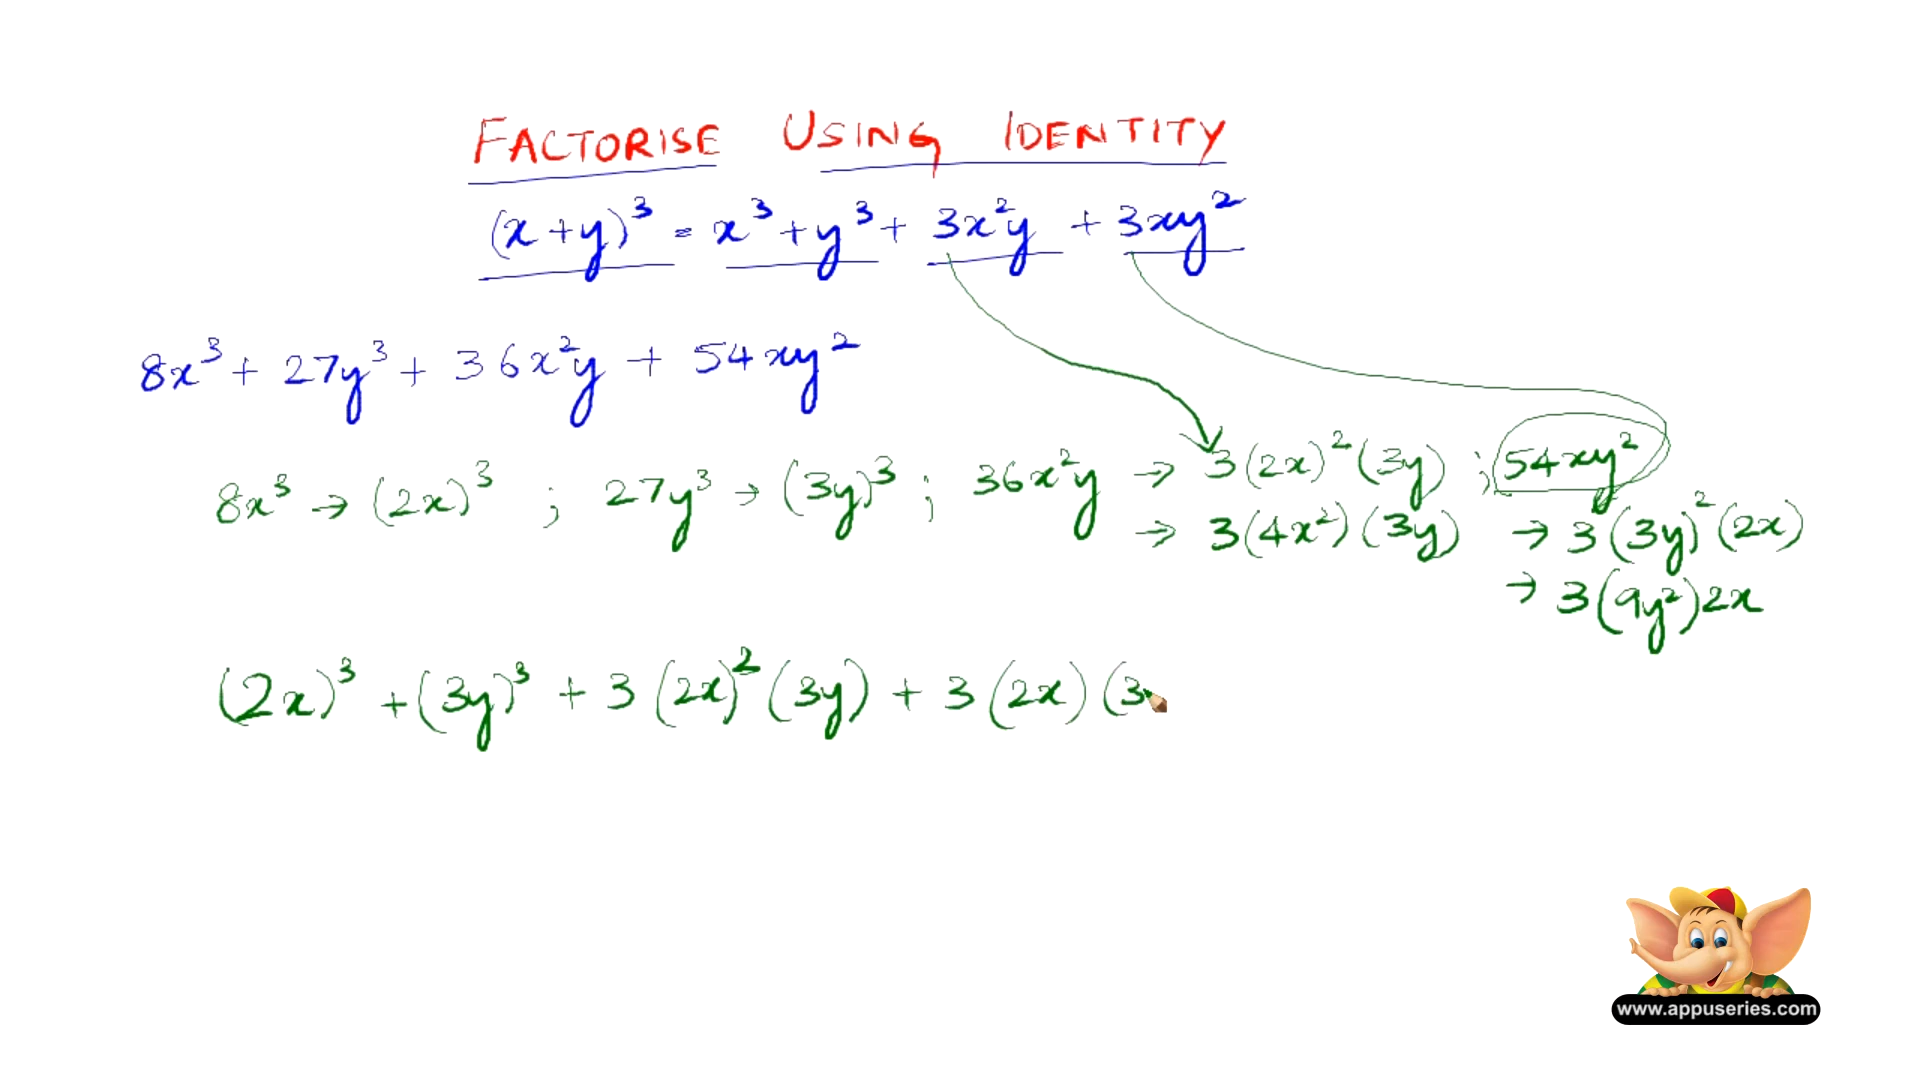 FACTORISE USING IDENTITY
(x+y)³ = x³ + y³ + 3x²y + 3xy²
8x³ + 27y³ + 36x²y + 54xy²
8x³ → (2x)³ ; 27y³ → (3y)³ ; 36x²y → 3(2x)²(3y) ; 54xy²
→ 3(4x²)(3y) → 3(3y)²(2x)
→ 3(9y²)2x
(2x)³ + (3y)³ + 3(2x)²(3y) + 3(2x)(3
www.appuseries.com